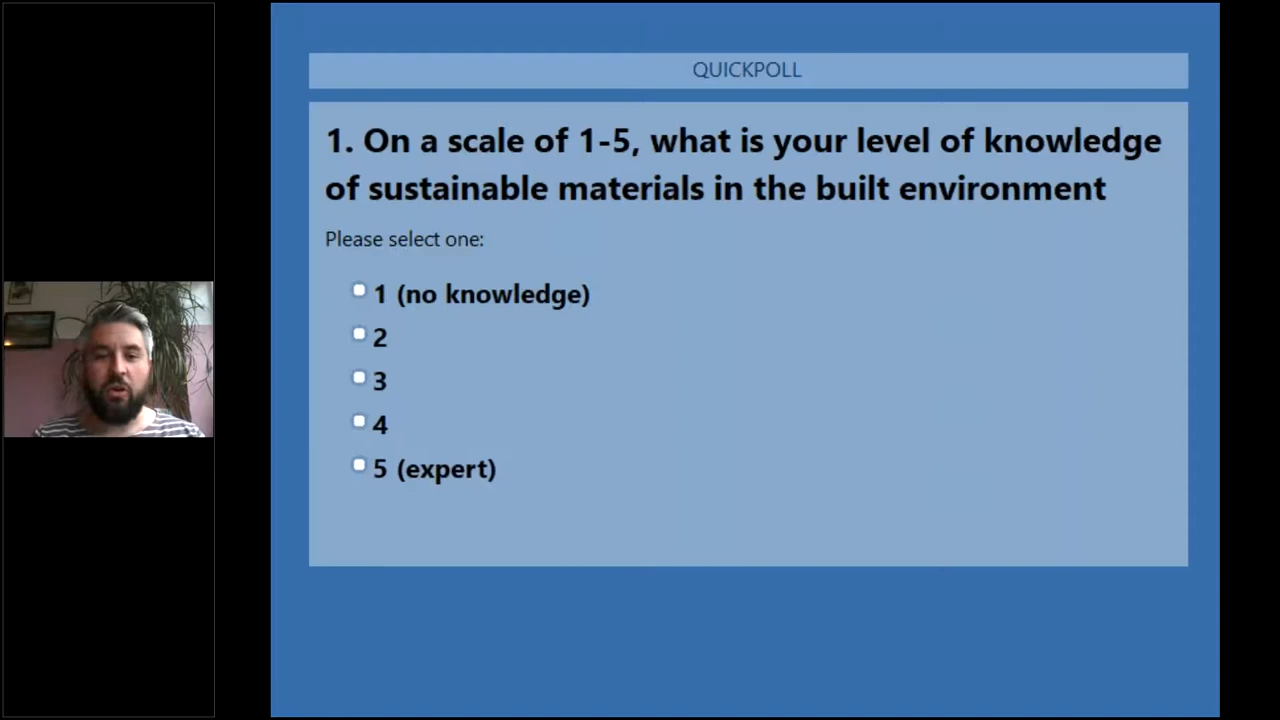 QUICKPOLL
1. On a scale of 1-5, what is your level of knowledge
of sustainable materials in the built environment
Please select one:
1 (no knowledge)
2
3
4
5 (expert)